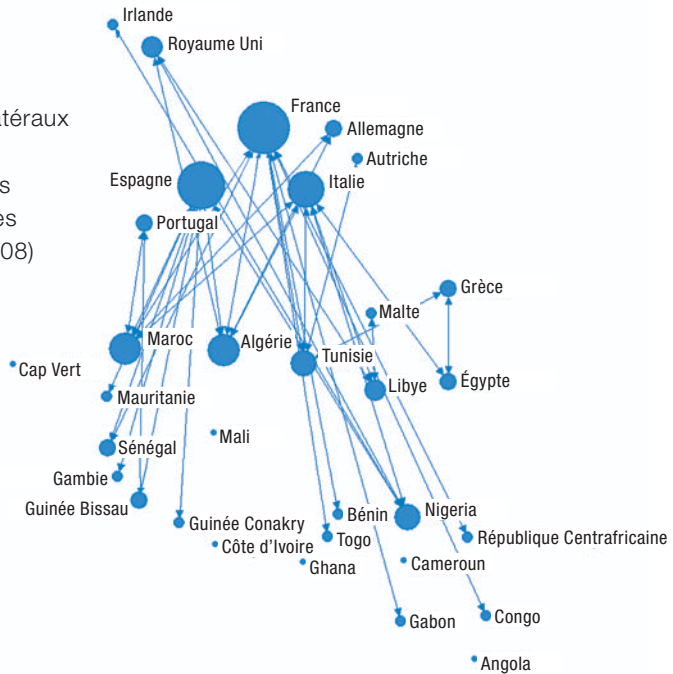 Irlande
Royaume Uni
France
Allemagne
Autriche
Espagne
Italie
Portugal
08)
Grèce
Malte
Maroc
Algérie
Tunisie
Cap Vert
Libye
Égypte
Mauritanie
Mali
Sénégal
Gambie
Guinée Bissau
Guinée Conakry
Bénin
Nigeria
Côte d'Ivoire
Togo
République Centrafricaine
Ghana
Cameroun
Gabon
Congo
Angola